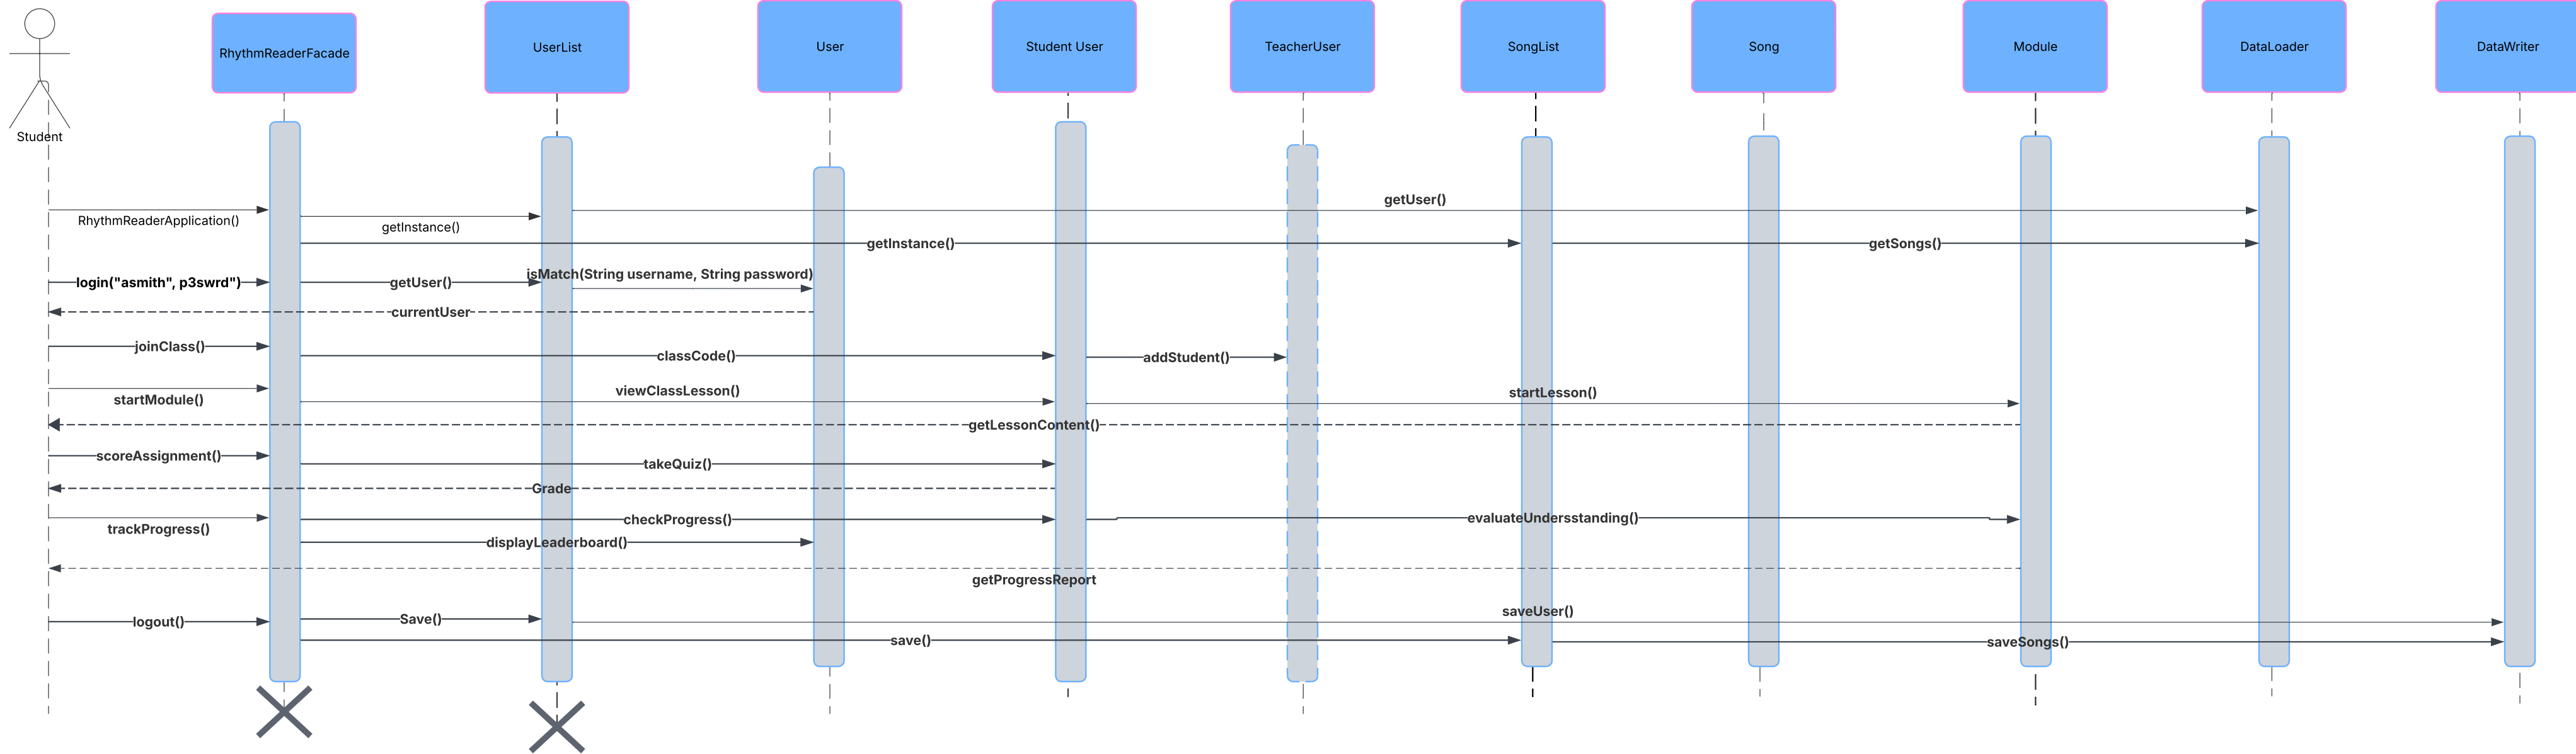 RhythmReaderFacade
UserList
User
Student User
TeacherUser
SongList
Song
Module
DataLoader
DataWriter
Student
getUser()
RhythmReaderApplication()
getInstance()
getInstance()
getSongs()
isMatch(String username, String password)
login("asmith", p3swrd")
getUser()
currentUser
joinClass()
classCode()
addStudent()
viewClassLesson()
startLesson()
startModule()
getLessonContent()
scoreAssignment()
takeQuiz()
Grade
checkProgress()
evaluateUndersstanding()
trackProgress()
displayLeaderboard()
getProgressReport
saveUser()
logout()
Save()
save()
saveSongs()